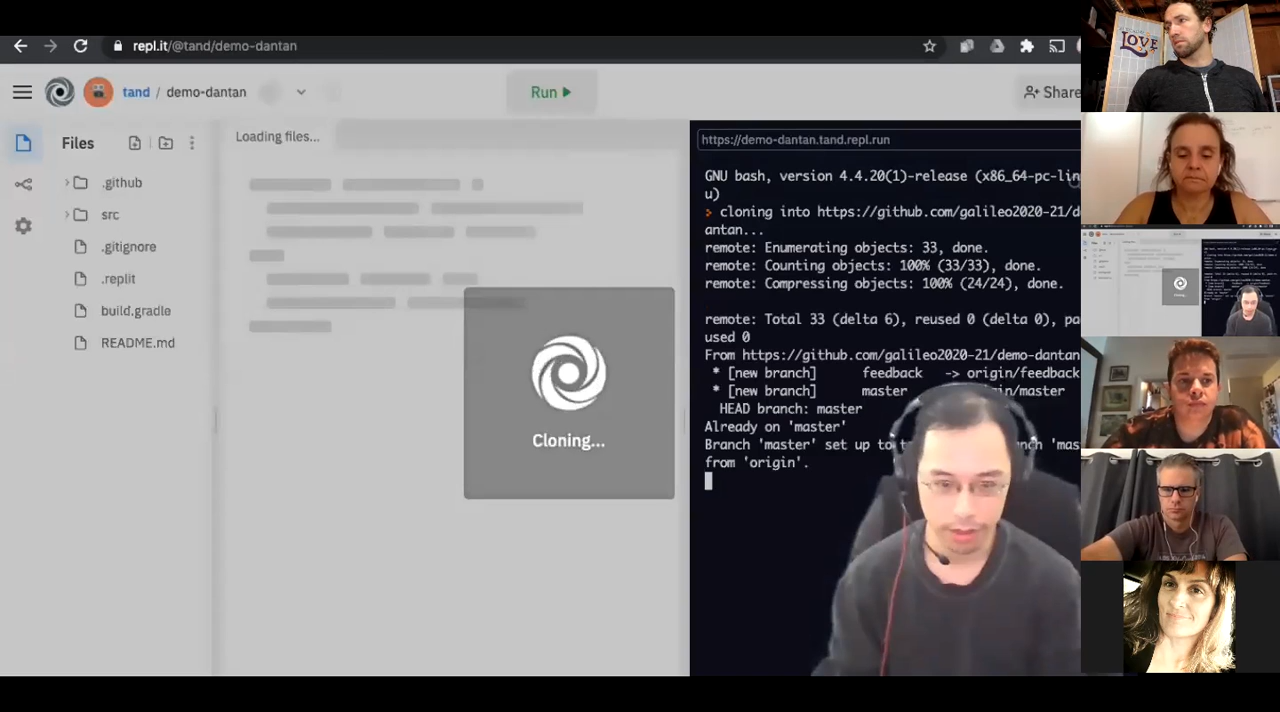 repl.it/@tand/demo-dantan
tand / demo-dantan
Run
Share
Files
Loading files...
.github
src
.gitignore
.replit
build.gradle
README.md
Cloning...
https://demo-dantan.tand.repl.run
GNU bash, version 4.4.20(1)-release (x86_64-pc-lin
u)
> cloning into https://github.com/galileo2020-21/d
antan...
remote: Enumerating objects: 33, done.
remote: Counting objects: 100% (33/33), done.
remote: Compressing objects: 100% (24/24), done.
remote: Total 33 (delta 6), reused 0 (delta 0), pa
used 0
From https://github.com/galileo2020-21/demo-dantan
* [new branch] feedback -> origin/feedback
* [new branch] master origin/master
HEAD branch: master
Already on 'master'
Branch 'master' set up to 'mas
from 'origin'.
LOVE